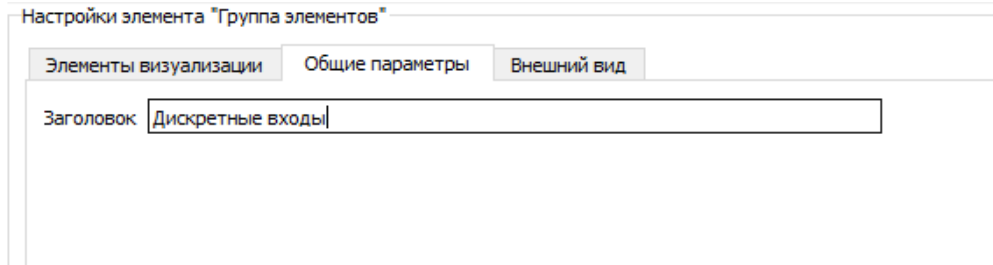 Настройки элемента "Группа элементов"
Элементы визуализации Общие параметры Внешний вид
Заголовок Дискретные входы